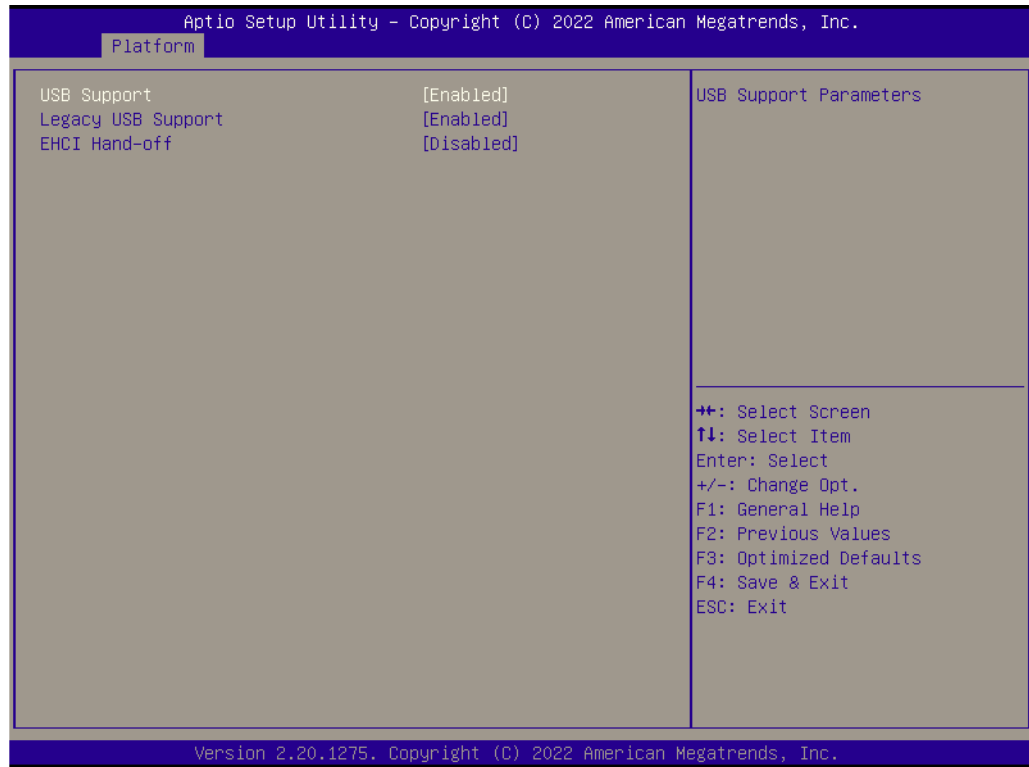 Aptio Setup Utility – Copyright (C) 2022 American Megatrends, Inc.
Platform
USB Support [Enabled]
Legacy USB Support [Enabled]
EHCI Hand-off [Disabled]
USB Support Parameters
→←: Select Screen
↑↓: Select Item
Enter: Select
+/-: Change Opt.
F1: General Help
F2: Previous Values
F3: Optimized Defaults
F4: Save & Exit
ESC: Exit
Version 2.20.1275. Copyright (C) 2022 American Megatrends, Inc.